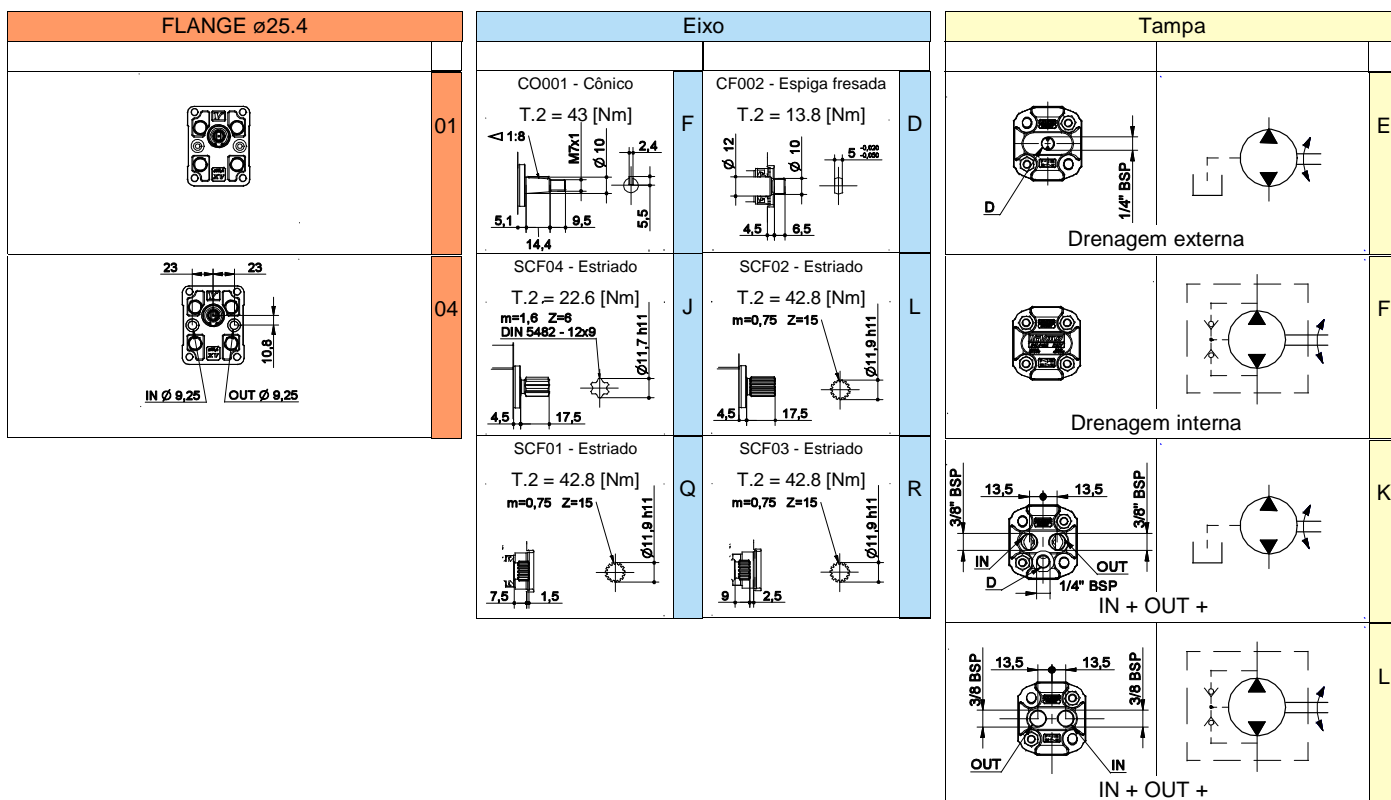 FLANGE ø25.4
01
23 23
10,8
IN Ø 9,25 OUT Ø 9,25
04
Eixo
CO001 - Cônico
T.2 = 43 [Nm]
1:8
M7x1
Ø 10
2,4
5,1
14,4
9,5
5,5
F
CF002 - Espiga fresada
T.2 = 13.8 [Nm]
Ø 12
Ø 10
5 -0,020 -0,050
4,5 6,5
D
SCF04 - Estriado
T.2 = 22.6 [Nm]
m=1,6 Z=6
DIN 5482 - 12x9
Ø11,7 h11
4,5 17,5
J
SCF02 - Estriado
T.2 = 42.8 [Nm]
m=0,75 Z=15
Ø11,9 h11
4,5 17,5
L
SCF01 - Estriado
T.2 = 42.8 [Nm]
m=0,75 Z=15
Ø11,9 h11
7,5 1,5
Q
SCF03 - Estriado
T.2 = 42.8 [Nm]
m=0,75 Z=15
Ø11,9 h11
9 2,5
R
Tampa
D
1/4" BSP
Drenagem externa
E
Drenagem interna
F
3/8" BSP
13,5 13,5
3/8" BSP
IN
OUT
D
1/4" BSP
IN + OUT +
K
3/8 BSP
13,5 13,5
3/8 BSP
OUT
IN
IN + OUT +
L